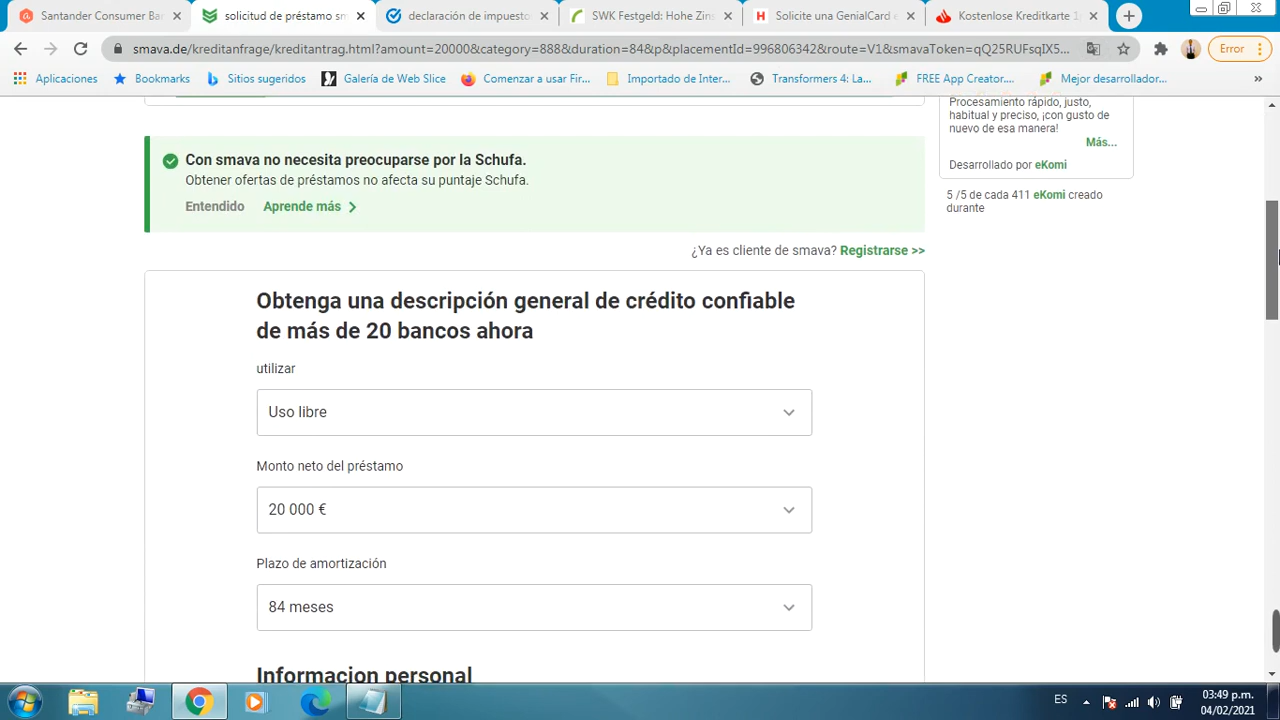 Santander Consumer Ba
solicitud de préstamo sm
declaración de impuesto
SWK Festgeld: Hohe Zins
Solicite una GenialCard e
Kostenlose Kreditkarte 1
smava.de/kreditanfrage/kreditantrag.html?amount=20000&category=888&duration=84&p&placementId=996806342&route=V1&smavaToken=qQ25RUFsqIX5...
Error
Aplicaciones
Bookmarks
Sitios sugeridos
Galería de Web Slice
Comenzar a usar Fir...
Importado de Inter...
Transformers 4: La...
FREE App Creator....
Mejor desarrollador...
»
Procesamiento rápido, justo,
habitual y preciso, ¡con gusto de
nuevo de esa manera!
Más...
Desarrollado por eKomi
5 /5 de cada 411 eKomi creado
durante
Con smava no necesita preocuparse por la Schufa.
Obtener ofertas de préstamos no afecta su puntaje Schufa.
Entendido Aprende más
¿Ya es cliente de smava? Registrarse >>
Obtenga una descripción general de crédito confiable
de más de 20 bancos ahora
utilizar
Uso libre
Monto neto del préstamo
20 000 €
Plazo de amortización
84 meses
Informacion personal
ES
03:49 p.m.
04/02/2021